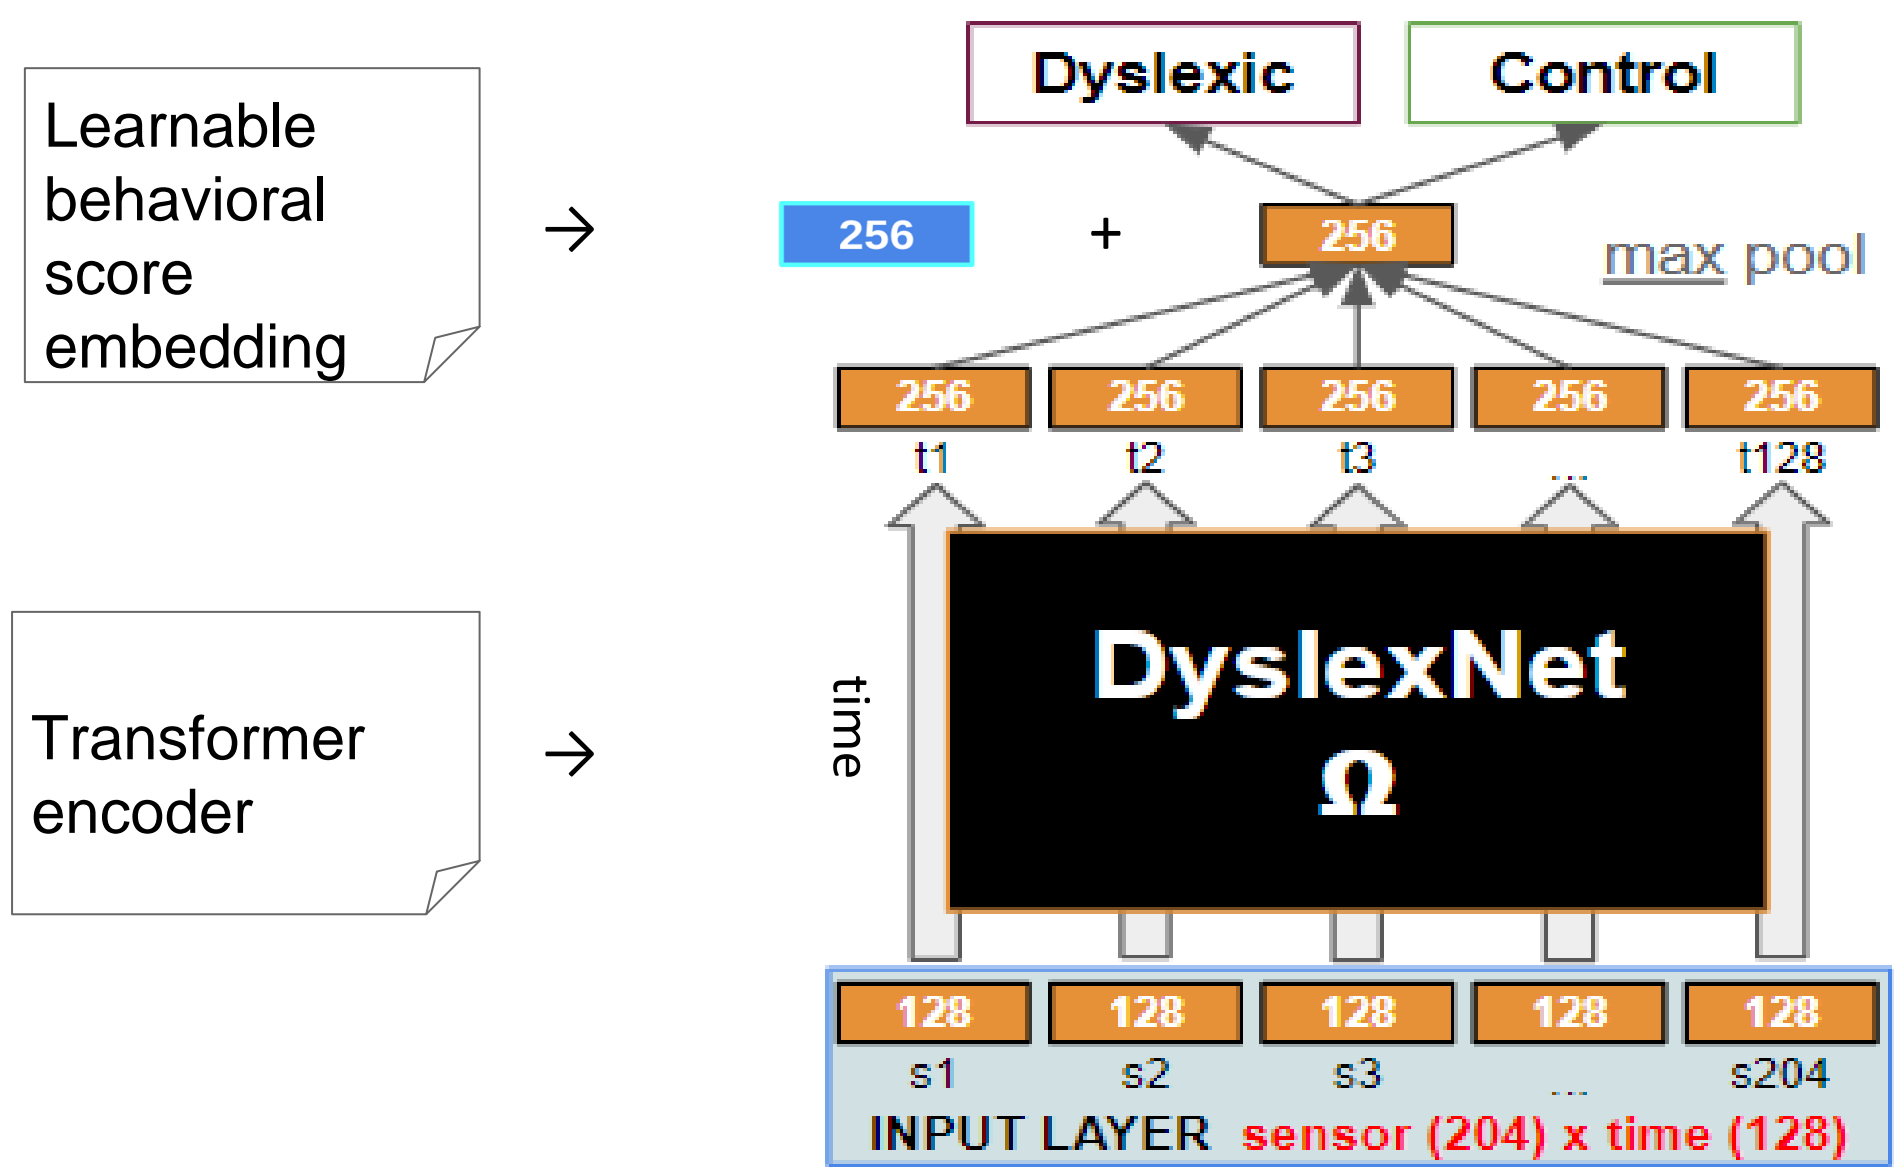 Dyslexic Control
Learnable
behavioral
score
embedding
→
256 + 256
max pool
256 256 256 256 256
t1 t2 t3 ... t128
Transformer
encoder
→
time
DyslexNet
Ω
128 128 128 128 128
s1 s2 s3 ... s204
INPUT LAYER sensor (204) x time (128)